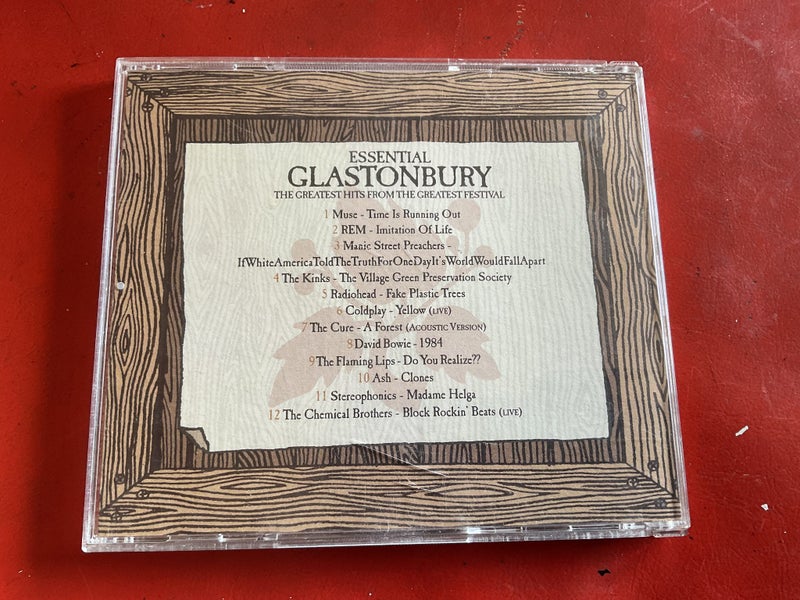 ESSENTIAL
GLASTONBURY
THE GREATEST HITS FROM THE GREATEST FESTIVAL
1 Muse - Time Is Running Out
2 REM - Imitation Of Life
3 Manic Street Preachers -
IfWhiteAmericaToldTheTruthForOneDayIt'sWorldWouldFallApart
4 The Kinks - The Village Green Preservation Society
5 Radiohead - Fake Plastic Trees
6 Coldplay - Yellow (LIVE)
7 The Cure - A Forest (ACOUSTIC VERSION)
8 David Bowie - 1984
9 The Flaming Lips - Do You Realize??
10 Ash - Clones
11 Stereophonics - Madame Helga
12 The Chemical Brothers - Block Rockin' Beats (LIVE)